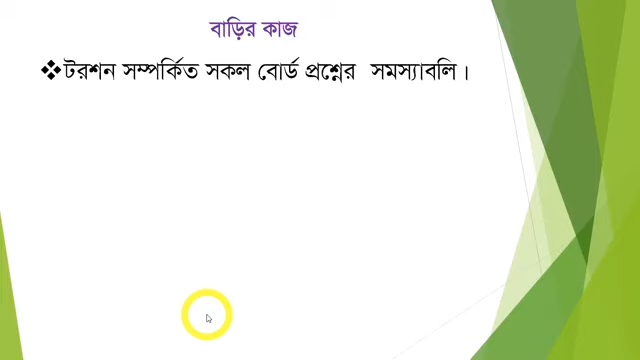 বাড়ির কাজ
❖টরশন সম্পর্কিত সকল বোর্ড প্রশ্নের সমস্যাবলি।